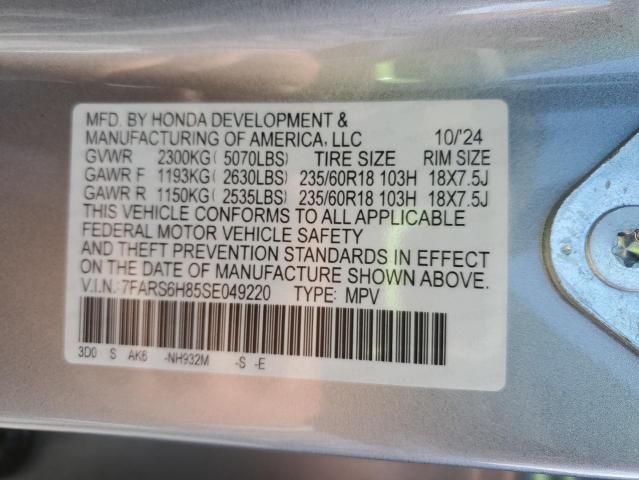 MFD. BY HONDA DEVELOPMENT &
MANUFACTURING OF AMERICA, LLC 10/'24
GVWR 2300KG ( 5070LBS) TIRE SIZE RIM SIZE
GAWR F 1193KG ( 2630LBS) 235/60R18 103H 18X7.5J
GAWR R 1150KG ( 2535LBS) 235/60R18 103H 18X7.5J
THIS VEHICLE CONFORMS TO ALL APPLICABLE
FEDERAL MOTOR VEHICLE SAFETY
AND THEFT PREVENTION STANDARDS IN EFFECT
ON THE DATE OF MANUFACTURE SHOWN ABOVE.
V.I.N.: 7FARS6H85SE049220 TYPE: MPV
3D0 S AK6 -NH932M -S -E